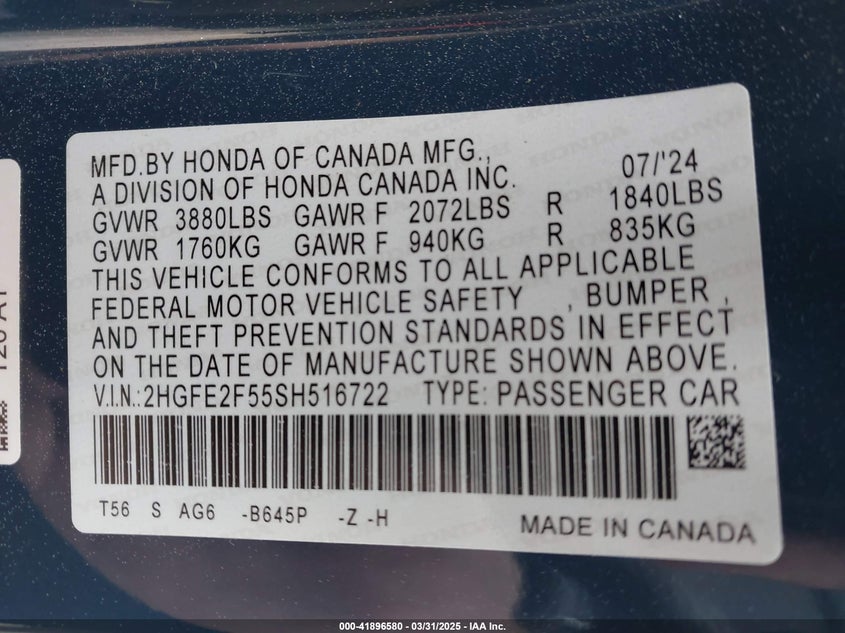 MFD.BY HONDA OF CANADA MFG., 07/'24
A DIVISION OF HONDA CANADA INC.
GVWR 3880LBS GAWR F 2072LBS R 1840LBS
GVWR 1760KG GAWR F 940KG R 835KG
THIS VEHICLE CONFORMS TO ALL APPLICABLE
FEDERAL MOTOR VEHICLE SAFETY , BUMPER ,
AND THEFT PREVENTION STANDARDS IN EFFECT
ON THE DATE OF MANUFACTURE SHOWN ABOVE.
V.I.N.:2HGFE2F55SH516722 TYPE: PASSENGER CAR
T56 S AG6 -B645P -Z -H
MADE IN CANADA
000-41896580 — 03/31/2025 — IAA Inc.